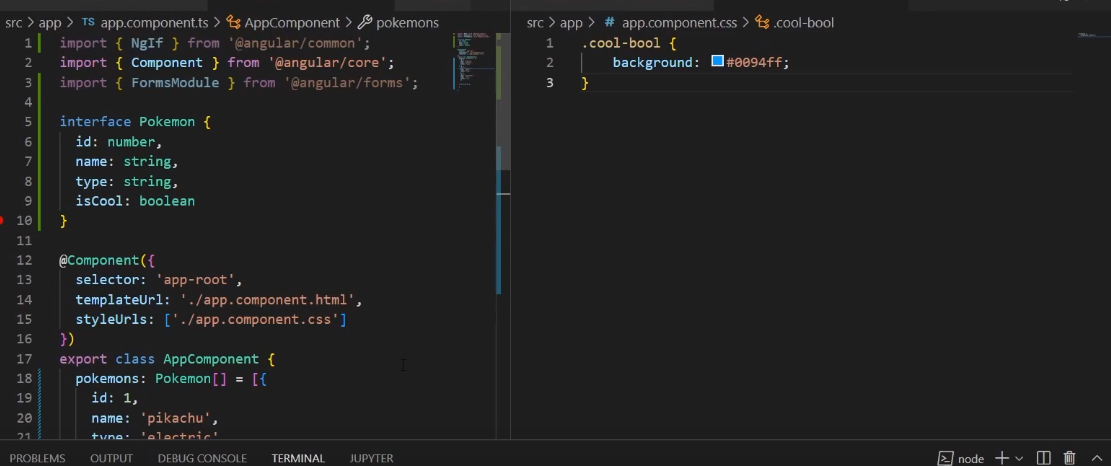 src > app > TS app.component.ts > AppComponent > pokemons
1 import { NgIf } from '@angular/common';
2 import { Component } from '@angular/core';
3 import { FormsModule } from '@angular/forms';
4
5 interface Pokemon {
6 id: number,
7 name: string,
8 type: string,
9 isCool: boolean
10 }
11
12 @Component({
13 selector: 'app-root',
14 templateUrl: './app.component.html',
15 styleUrls: ['./app.component.css']
16 })
17 export class AppComponent {
18 pokemons: Pokemon[] = [{
19 id: 1,
20 name: 'pikachu',
21 type: 'electric'
src > app > # app.component.css > .cool-bool
1 .cool-bool {
2 background: #0094ff;
3 }
PROBLEMS OUTPUT DEBUG CONSOLE TERMINAL JUPYTER
node